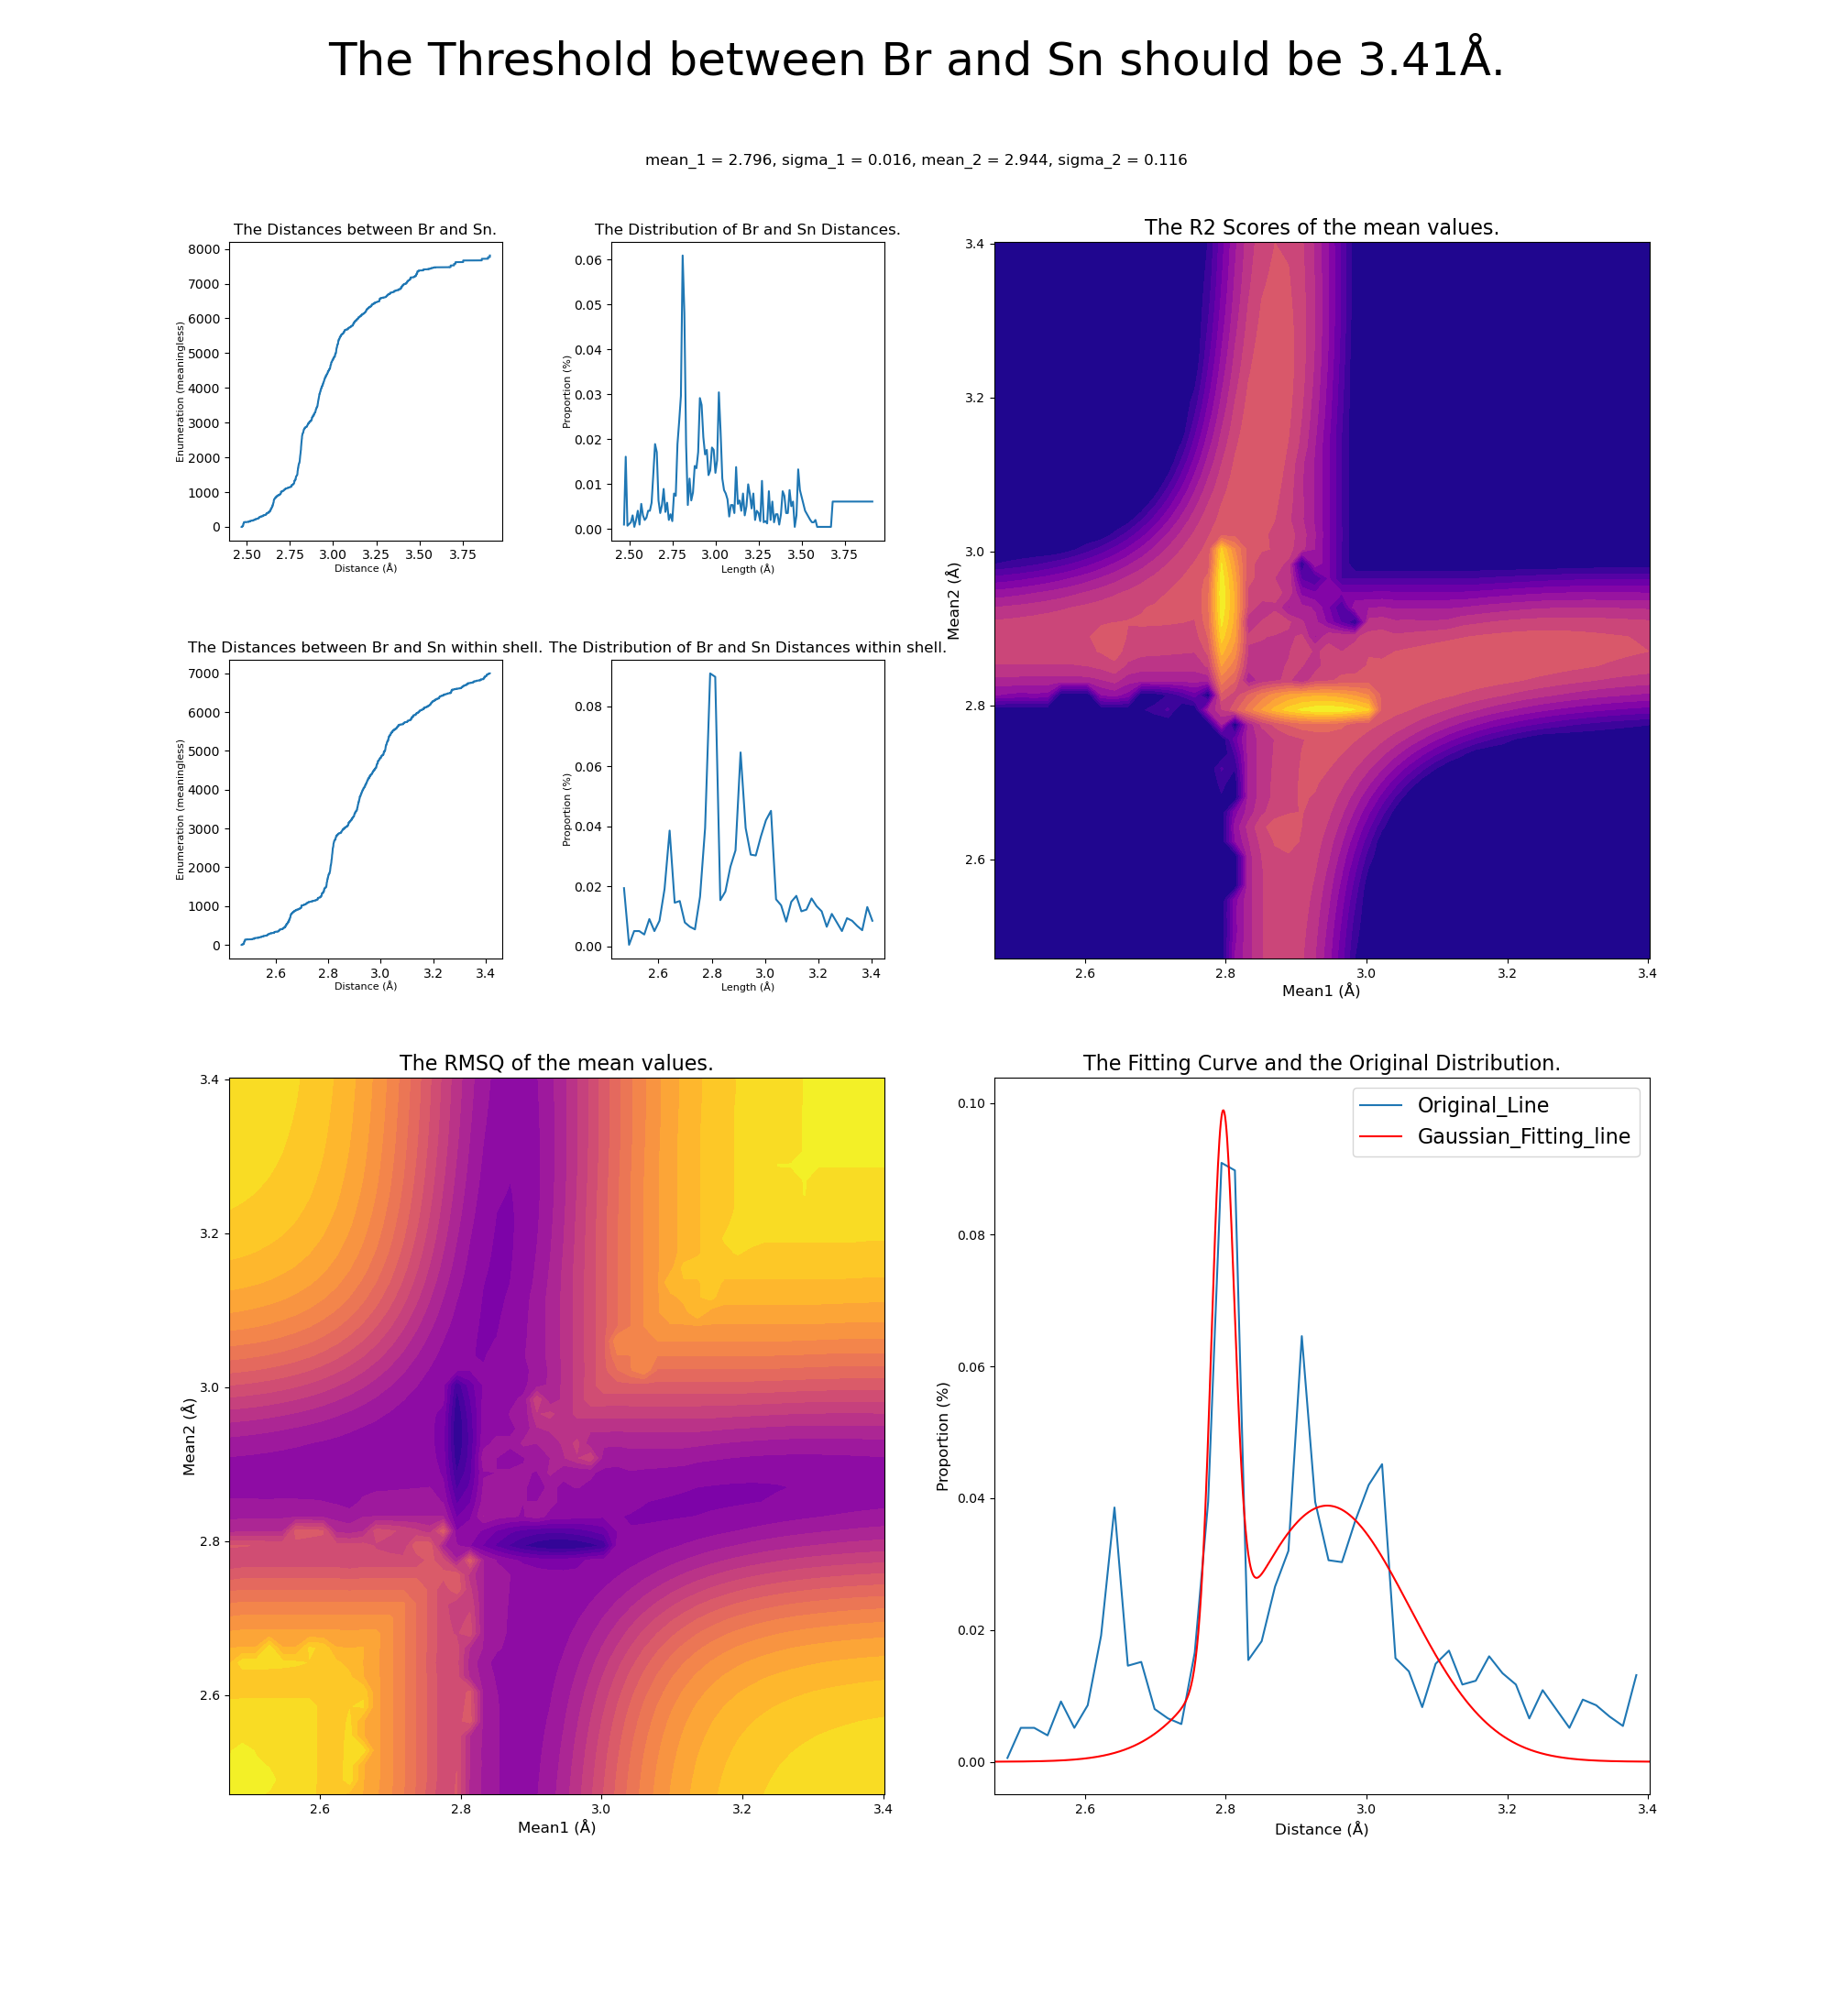 The Threshold between Br and Sn should be 3.41Å.
mean_1 = 2.796, sigma_1 = 0.016, mean_2 = 2.944, sigma_2 = 0.116
The Distances between Br and Sn.
8000
7000
6000
5000
4000
3000
2000
1000
0
Enumeration (meaningless)
2.50 2.75 3.00 3.25 3.50 3.75
Distance (Å)
The Distribution of Br and Sn Distances.
0.06
0.05
0.04
0.03
0.02
0.01
0.00
Proportion (%)
2.50 2.75 3.00 3.25 3.50 3.75
Length (Å)
The R2 Scores of the mean values.
3.4
3.2
3.0
2.8
2.6
Mean2 (Å)
2.6 2.8 3.0 3.2 3.4
Mean1 (Å)
The Distances between Br and Sn within shell.
7000
6000
5000
4000
3000
2000
1000
0
Enumeration (meaningless)
2.6 2.8 3.0 3.2 3.4
Distance (Å)
The Distribution of Br and Sn Distances within shell.
0.08
0.06
0.04
0.02
0.00
Proportion (%)
2.6 2.8 3.0 3.2 3.4
Length (Å)
The RMSQ of the mean values.
3.4
3.2
3.0
2.8
2.6
Mean2 (Å)
2.6 2.8 3.0 3.2 3.4
Mean1 (Å)
The Fitting Curve and the Original Distribution.
Original_Line
Gaussian_Fitting_line
0.10
0.08
0.06
0.04
0.02
0.00
Proportion (%)
2.6 2.8 3.0 3.2 3.4
Distance (Å)